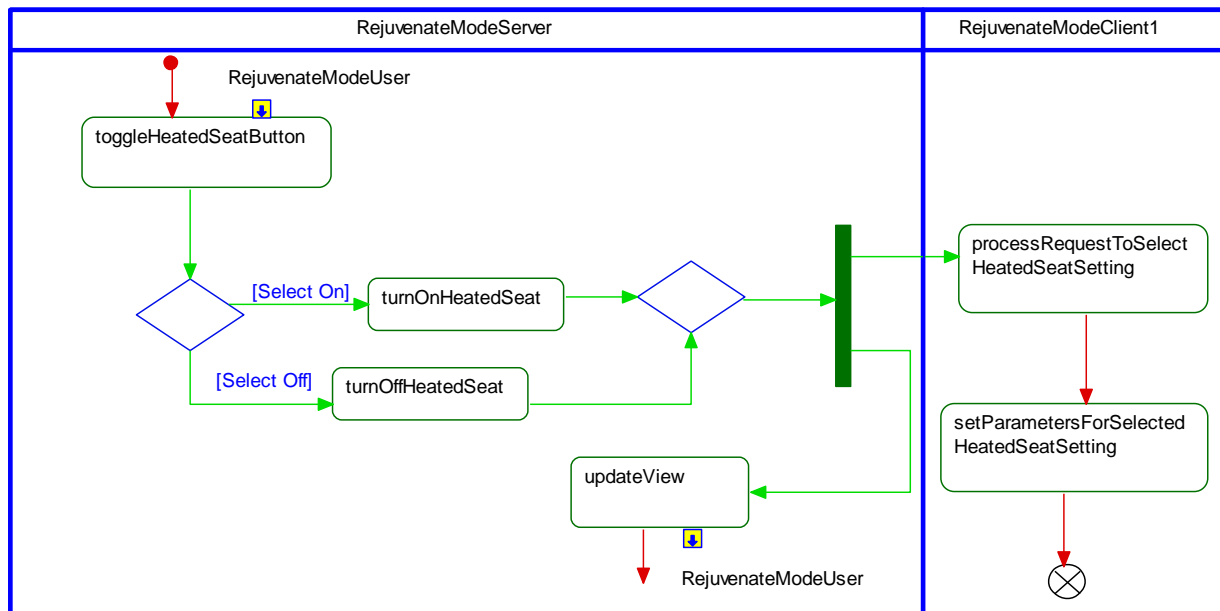 RejuvenateModeServer
RejuvenateModeClient1
RejuvenateModeUser
toggleHeatedSeatButton
processRequestToSelect
HeatedSeatSetting
[Select On]
turnOnHeatedSeat
[Select Off]
turnOffHeatedSeat
setParametersForSelected
HeatedSeatSetting
updateView
RejuvenateModeUser